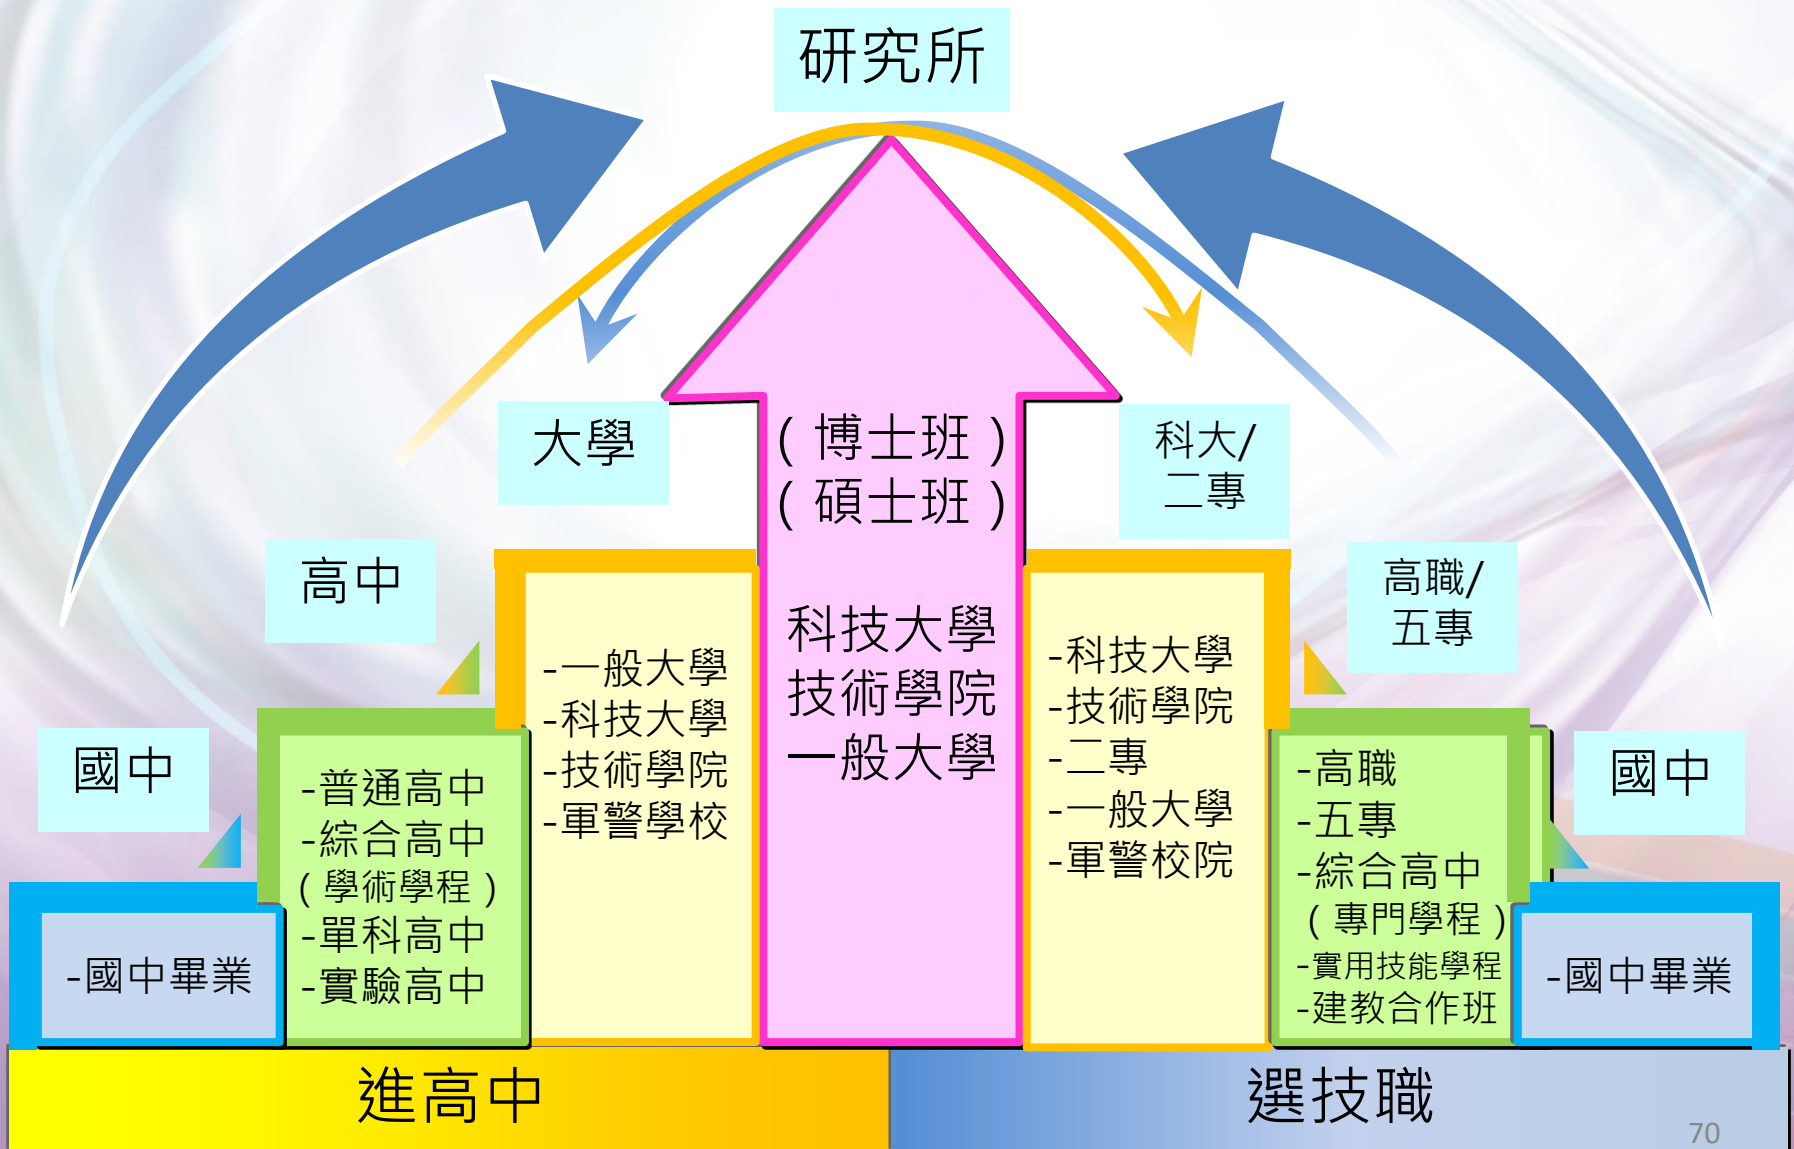 研究所
大學
(博士班)
(碩士班)
科技大學
技術學院
一般大學
科大/
二專
高中
高職/
五專
國中
國中
-一般大學
-科技大學
-技術學院
-軍警學校
-科技大學
-技術學院
-二專
-一般大學
-軍警校院
-普通高中
-綜合高中
(學術學程)
-單科高中
-實驗高中
-高職
-五專
-綜合高中
(專門學程)
-實用技能學程
-建教合作班
-國中畢業
-國中畢業
進高中
選技職
70